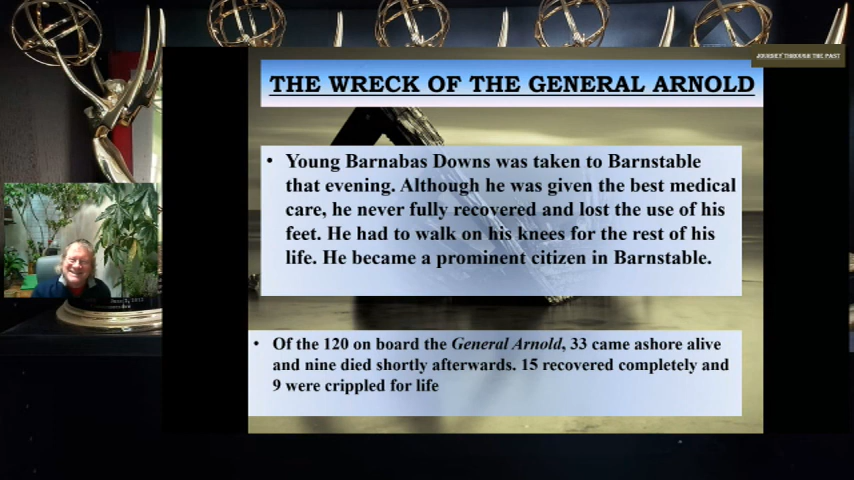 JOURNEY THROUGH THE PAST
THE WRECK OF THE GENERAL ARNOLD
• Young Barnabas Downs was taken to Barnstable
that evening. Although he was given the best medical
care, he never fully recovered and lost the use of his
feet. He had to walk on his knees for the rest of his
life. He became a prominent citizen in Barnstable.
• Of the 120 on board the General Arnold, 33 came ashore alive
and nine died shortly afterwards. 15 recovered completely and
9 were crippled for life